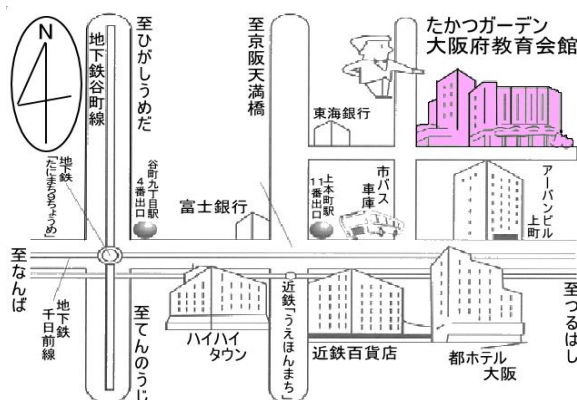 N
地下鉄谷町線
至ひがしうめだ
至京阪天満橋
たかつガーデン
大阪府教育会館
東海銀行
地下鉄
「たにまち9ちょうめ」
谷町九丁目駅
4番出口
富士銀行
上本町駅
11番出口
市バス
車庫
アーバンビル
上町
至なんば
地下鉄
千日前線
至てんのうじ
ハイハイ
タウン
近鉄「うえほんまち」
近鉄百貨店
都ホテル
大阪
至つるはし